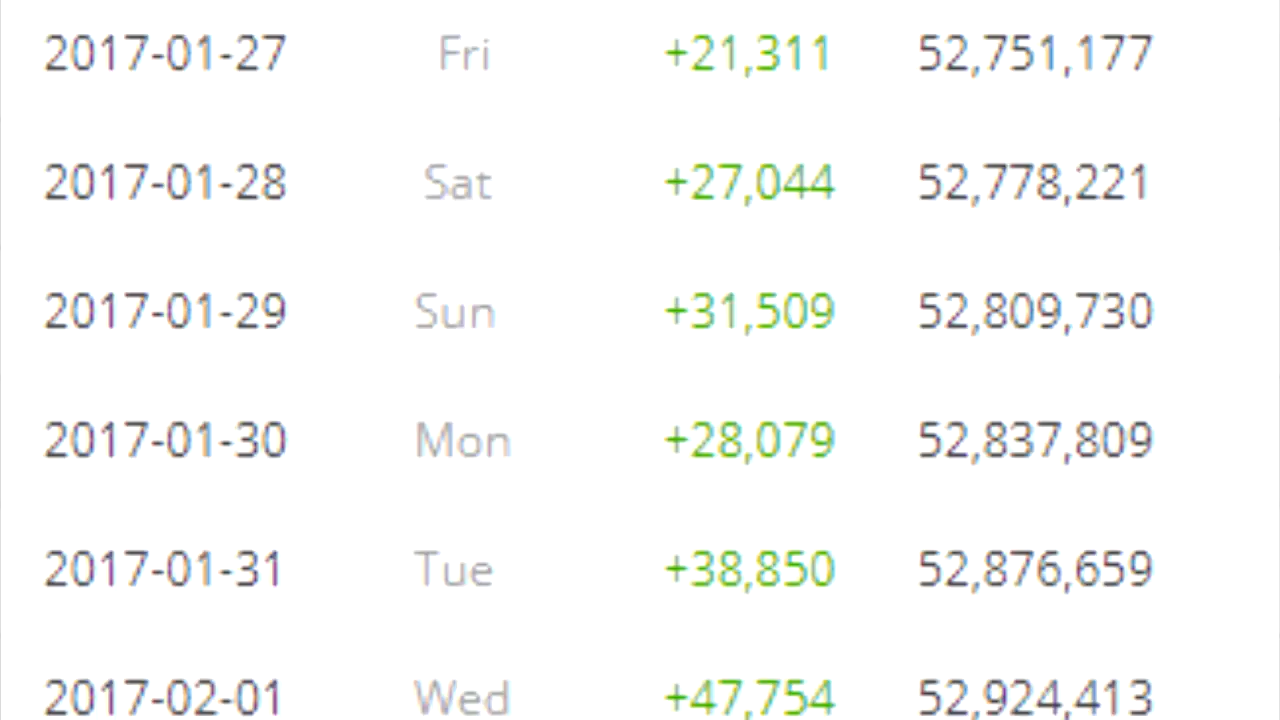 2017-01-27 Fri +21,311 52,751,177
2017-01-28 Sat +27,044 52,778,221
2017-01-29 Sun +31,509 52,809,730
2017-01-30 Mon +28,079 52,837,809
2017-01-31 Tue +38,850 52,876,659
2017-02-01 Wed +47,754 52,924,413